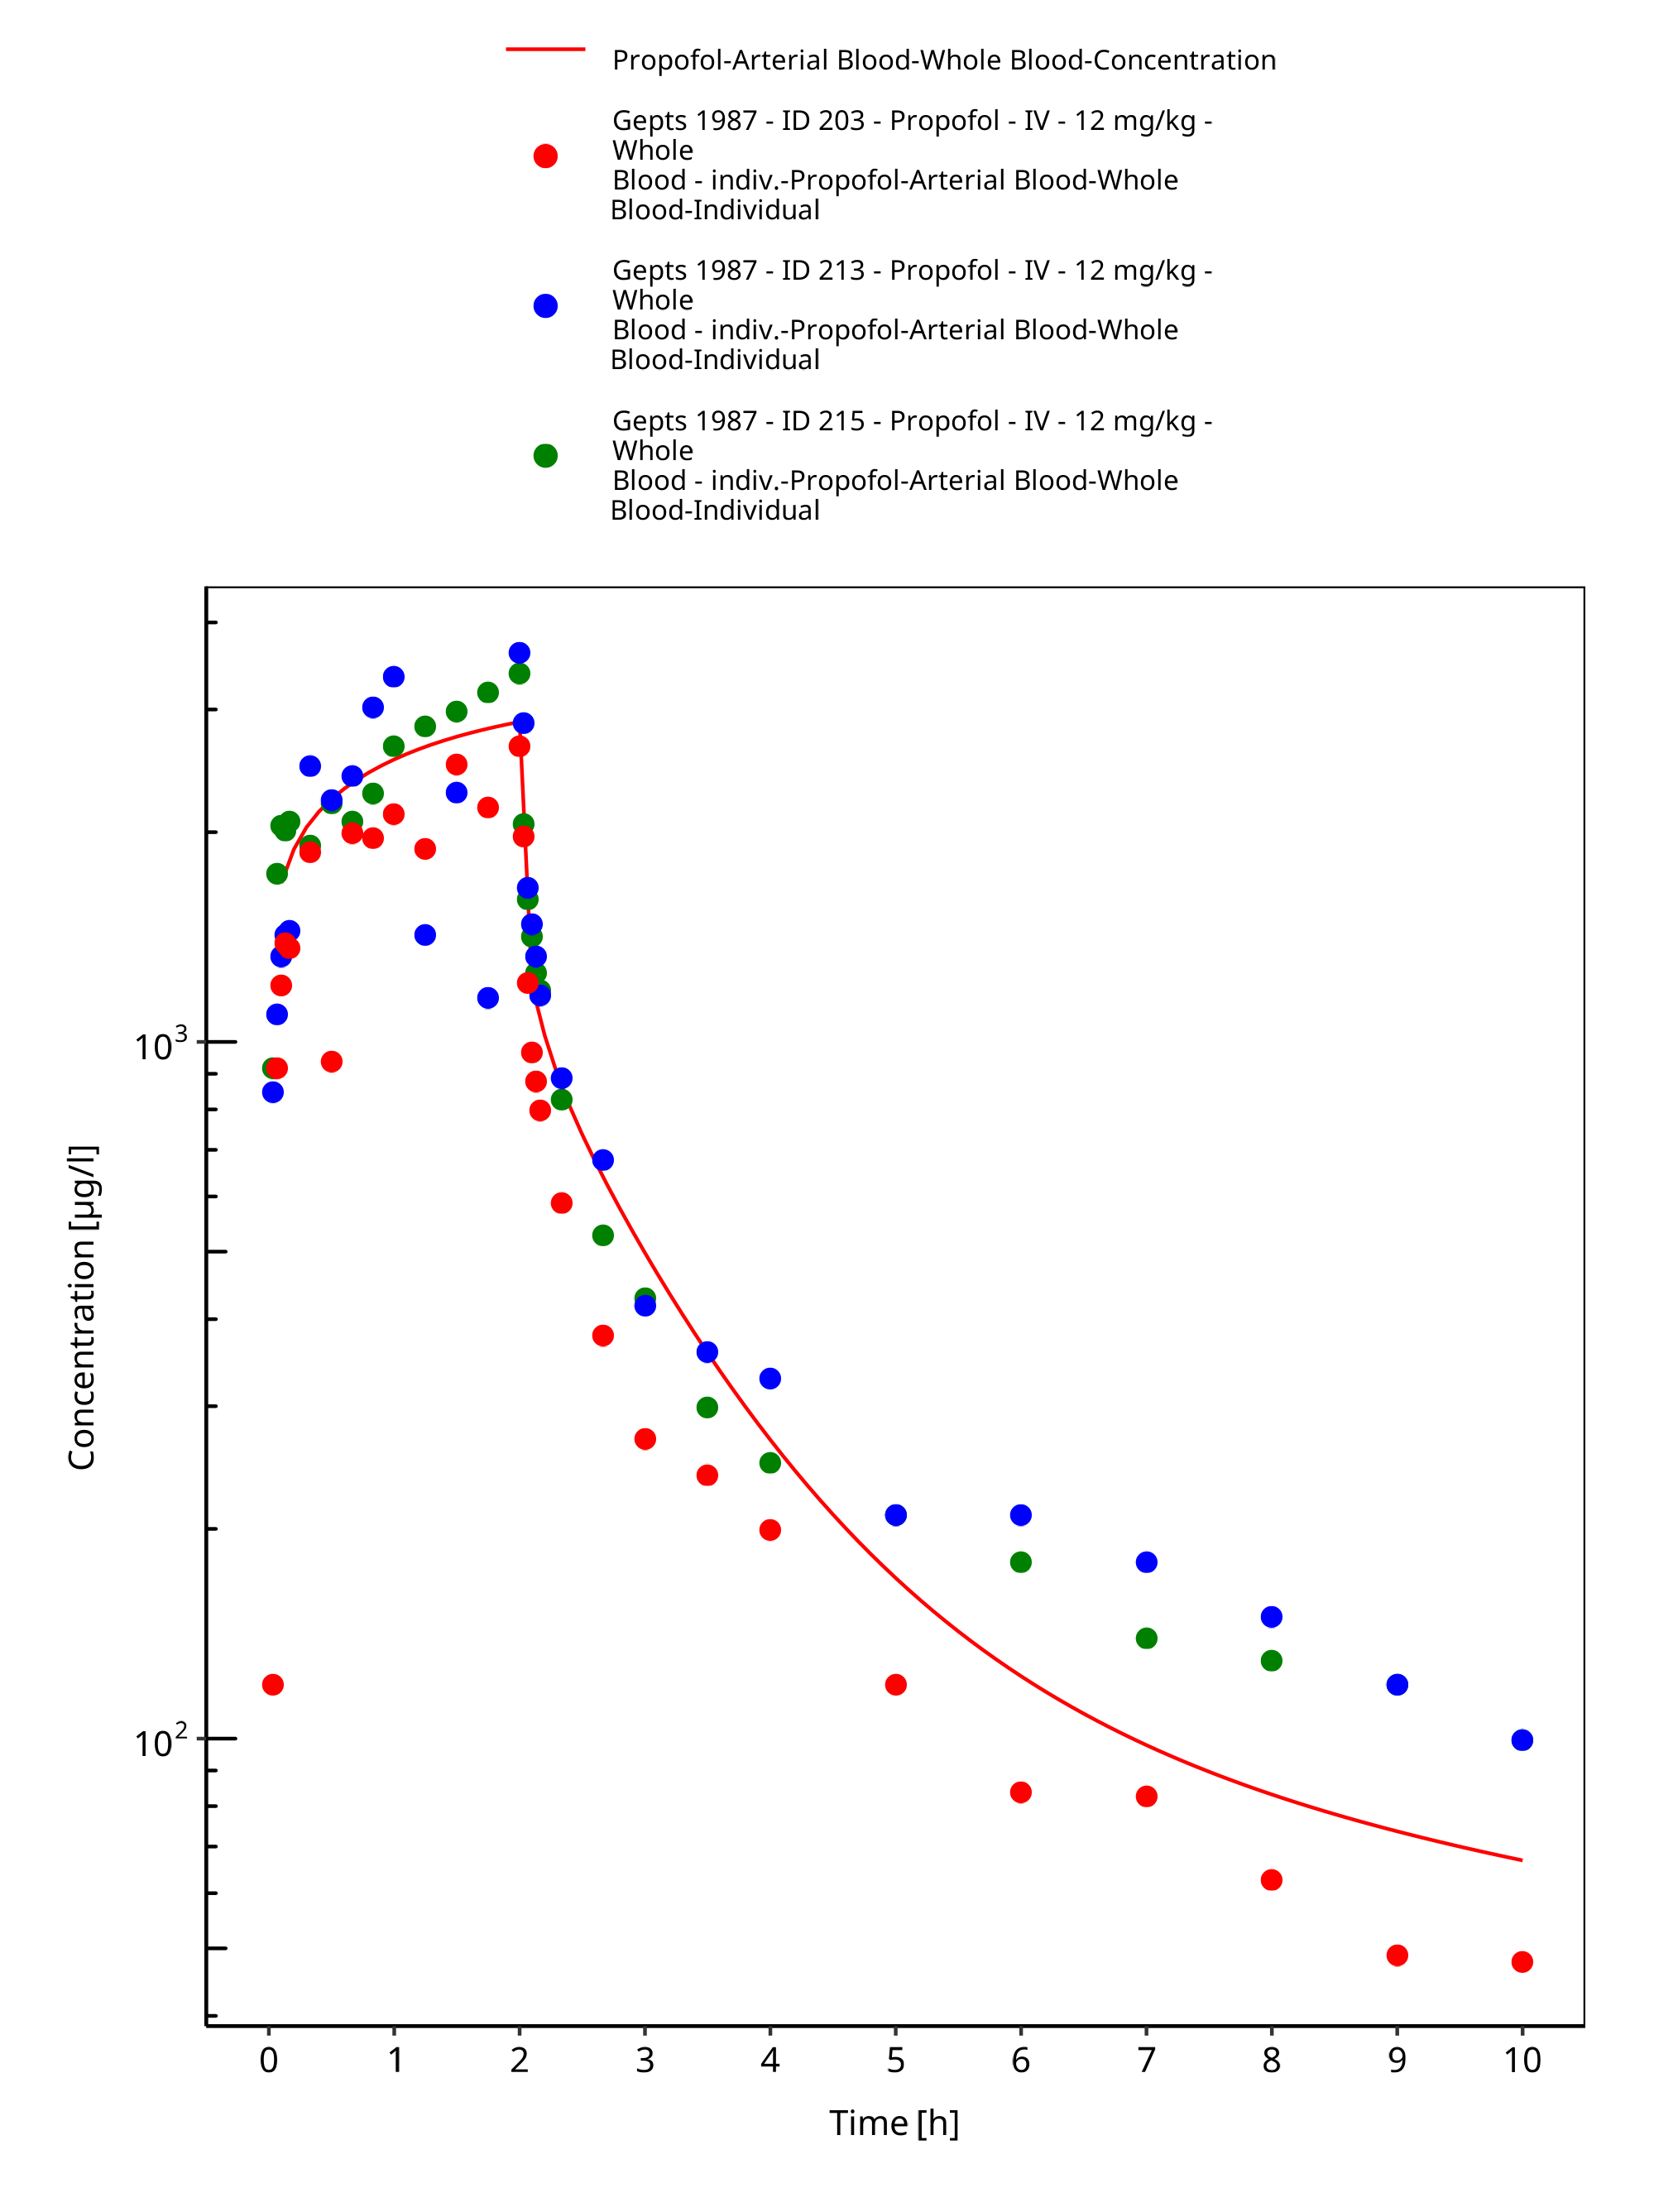 Propofol-Arterial Blood-Whole Blood-Concentration
Gepts 1987 - ID 203 - Propofol - IV - 12 mg/kg -
Whole
Blood - indiv.-Propofol-Arterial Blood-Whole
Blood-Individual
Gepts 1987 - ID 213 - Propofol - IV - 12 mg/kg -
Whole
Blood - indiv.-Propofol-Arterial Blood-Whole
Blood-Individual
Gepts 1987 - ID 215 - Propofol - IV - 12 mg/kg -
Whole
Blood - indiv.-Propofol-Arterial Blood-Whole
Blood-Individual
10³
10²
Concentration [µg/l]
0 1 2 3 4 5 6 7 8 9 10
Time [h]